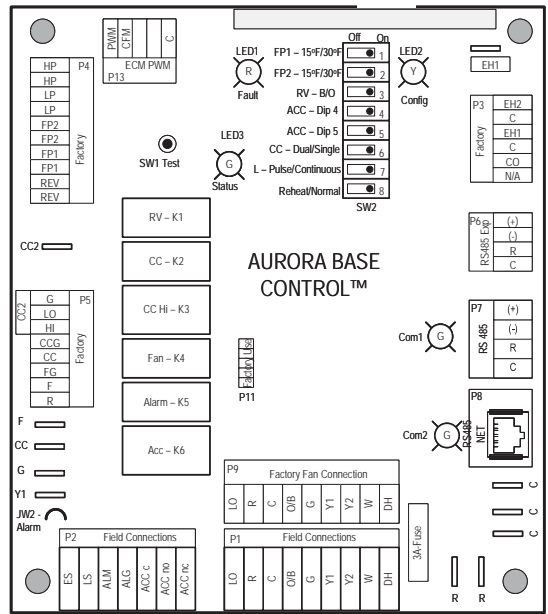 PWM
CFM
C
ECM PWM
P13
LED1
R
Fault
Off On
FP1 – 15ºF/30ºF 1
FP2 – 15ºF/30ºF 2
RV – B/O 3
ACC – Dip 4 4
ACC – Dip 5 5
CC – Dual/Single 6
L – Pulse/Continuous 7
Reheat/Normal 8
SW2
LED2
Y
Config
EH1
HP
HP
LP
LP
FP2
FP2
FP1
FP1
REV
REV
P4
Factory
SW1 Test
LED3
G
Status
P3
Factory
EH2
C
EH1
C
CO
N/A
RV – K1
CC – K2
CC Hi – K3
Fan – K4
Alarm – K5
Acc – K6
AURORA BASE
CONTROL™
CC2
P6
RS485 Exp
(+)
(-)
R
C
CC2
G
LO
HI
CCG
CC
FG
F
R
P5
Factory
Factory Use
P11
Com1
G
P7
RS 485
(+)
(-)
R
C
Com2
G
P8
RS485
NET
F
CC
G
Y1
JW2 -
Alarm
P9
Factory Fan Connection
LO
R
C
O/B
G
Y1
Y2
W
DH
P2
Field Connections
ES
LS
ALM
ALG
ACC c
ACC no
ACC nc
P1
Field Connections
LO
R
C
O/B
G
Y1
Y2
W
DH
3A-Fuse
C
C
C
R
R